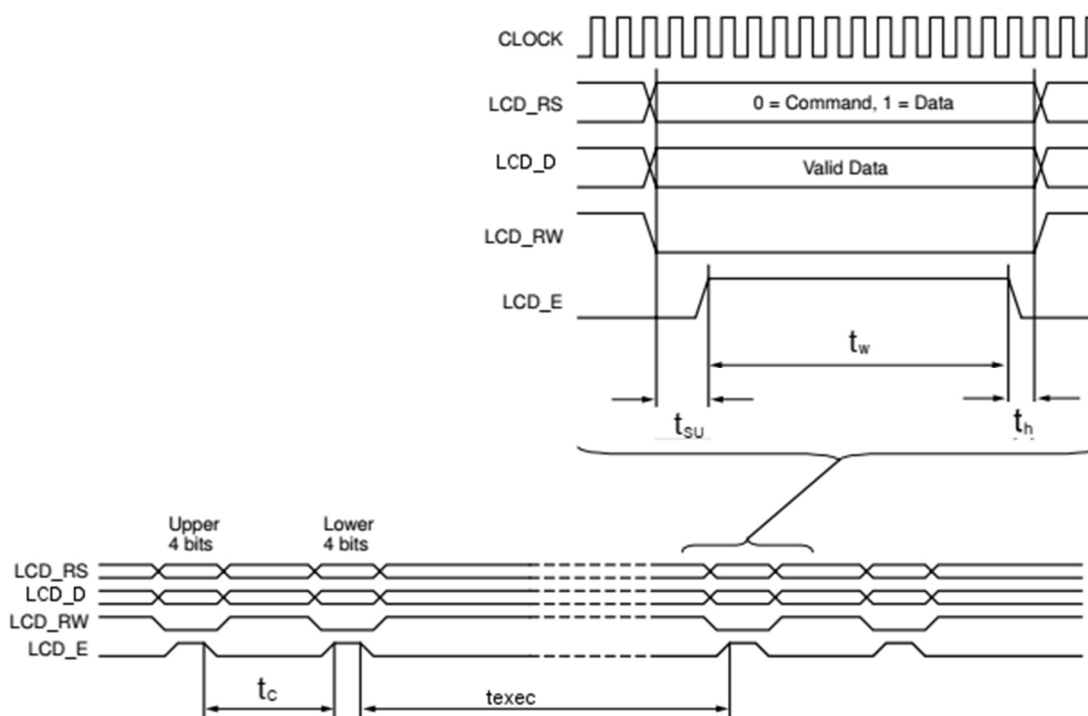 CLOCK
LCD_RS
0 = Command, 1 = Data
LCD_D
Valid Data
LCD_RW
LCD_E
tw
tSU
th
Upper
4 bits
Lower
4 bits
LCD_RS
LCD_D
LCD_RW
LCD_E
tC
texec